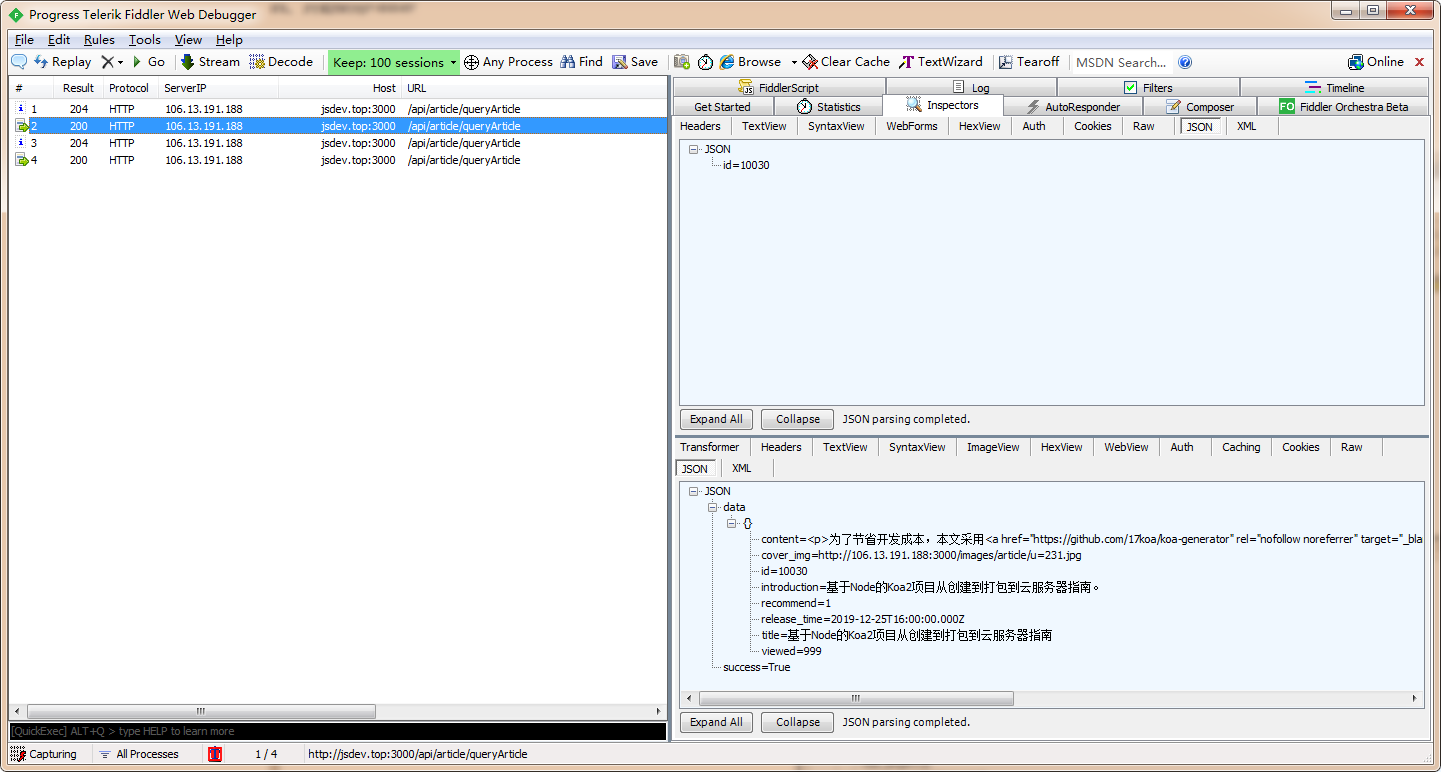 Progress Telerik Fiddler Web Debugger
File Edit Rules Tools View Help
Replay Go Stream Decode Keep: 100 sessions Any Process Find Save Browse Clear Cache TextWizard Tearoff MSDN Search... Online
# Result Protocol ServerIP Host URL
1 204 HTTP 106.13.191.188 jsdev.top:3000 /api/article/queryArticle
2 200 HTTP 106.13.191.188 jsdev.top:3000 /api/article/queryArticle
3 204 HTTP 106.13.191.188 jsdev.top:3000 /api/article/queryArticle
4 200 HTTP 106.13.191.188 jsdev.top:3000 /api/article/queryArticle
[QuickExec] ALT+Q > type HELP to learn more
FiddlerScript Log Filters Timeline
Get Started Statistics Inspectors AutoResponder Composer FO Fiddler Orchestra Beta
Headers TextView SyntaxView WebForms HexView Auth Cookies Raw JSON XML
JSON
id=10030
Expand All Collapse JSON parsing completed.
Transformer Headers TextView SyntaxView ImageView HexView WebView Auth Caching Cookies Raw
JSON XML
JSON
data
{}
content=<p>为了节省开发成本，本文采用<a href="https://github.com/17koa/koa-generator" rel="nofollow noreferrer" target="_blan
cover_img=http://106.13.191.188:3000/images/article/u=231.jpg
id=10030
introduction=基于Node的Koa2项目从创建到打包到云服务器指南。
recommend=1
release_time=2019-12-25T16:00:00.000Z
title=基于Node的Koa2项目从创建到打包到云服务器指南
viewed=999
success=True
Expand All Collapse JSON parsing completed.
Capturing All Processes 1 / 4 http://jsdev.top:3000/api/article/queryArticle